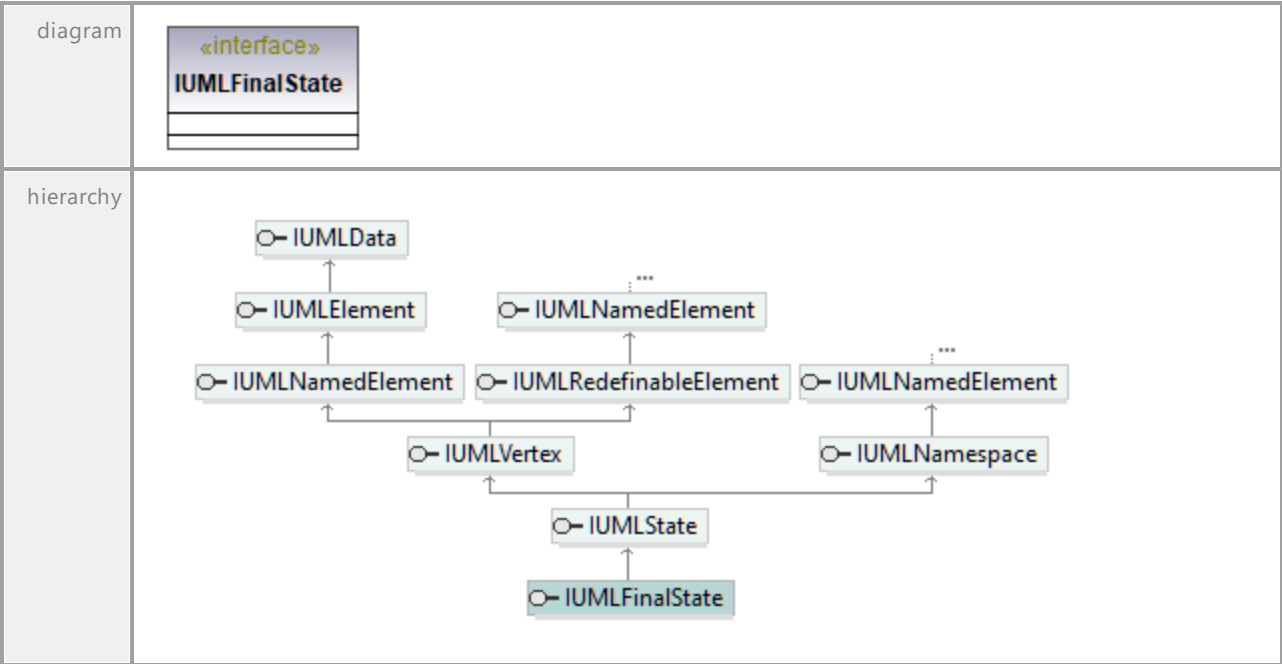 diagram
«interface»
IUMLFinalState
hierarchy
IUMLData
...
IUMLElement
IUMLNamedElement
...
IUMLNamedElement
IUMLRedefinableElement
IUMLNamedElement
IUMLVertex
IUMLNamespace
IUMLState
IUMLFinalState